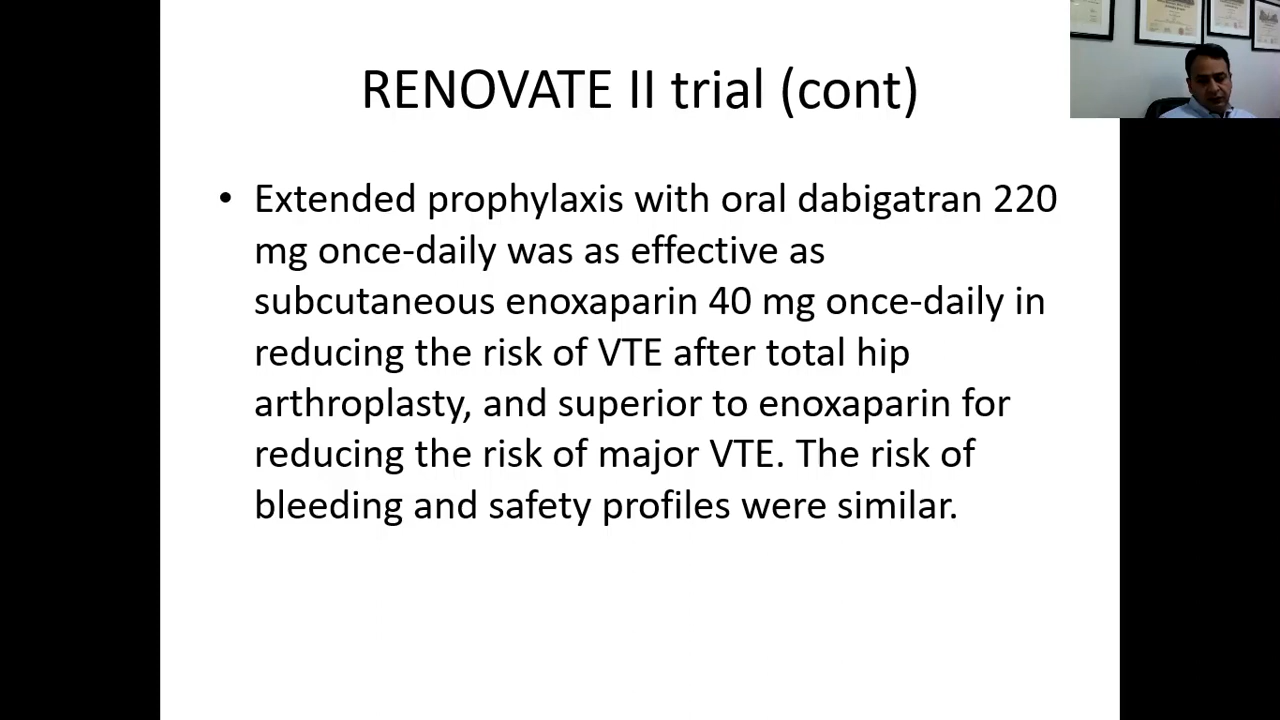 RENOVATE II trial (cont)
• Extended prophylaxis with oral dabigatran 220
mg once-daily was as effective as
subcutaneous enoxaparin 40 mg once-daily in
reducing the risk of VTE after total hip
arthroplasty, and superior to enoxaparin for
reducing the risk of major VTE. The risk of
bleeding and safety profiles were similar.